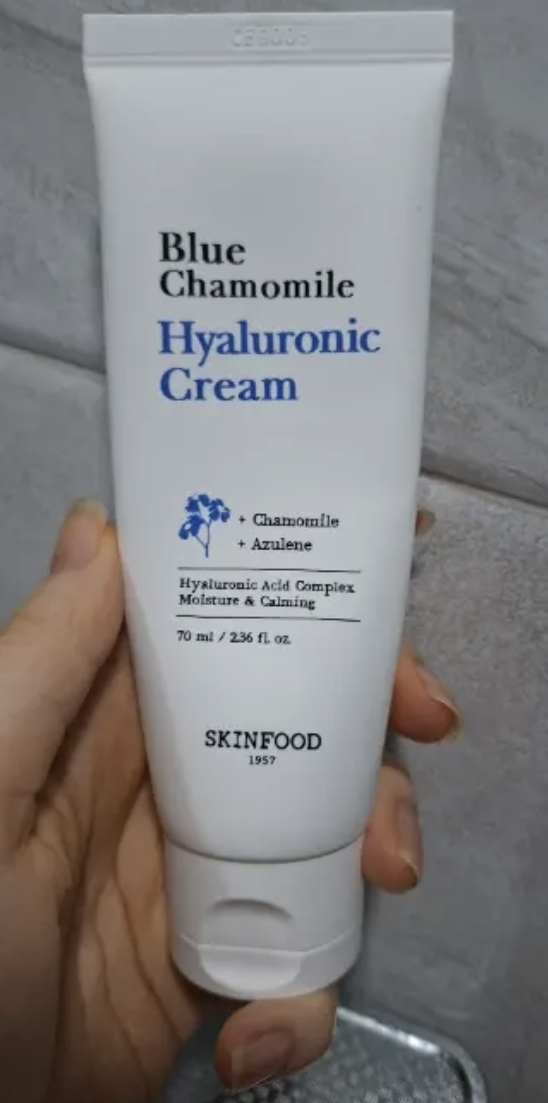 Blue
Chamomile
Hyaluronic
Cream
+ Chamomile
+ Azulene
Hyaluronic Acid Complex
Moisture & Calming
70 ml / 2.36 fl. oz.
SKINFOOD
1957